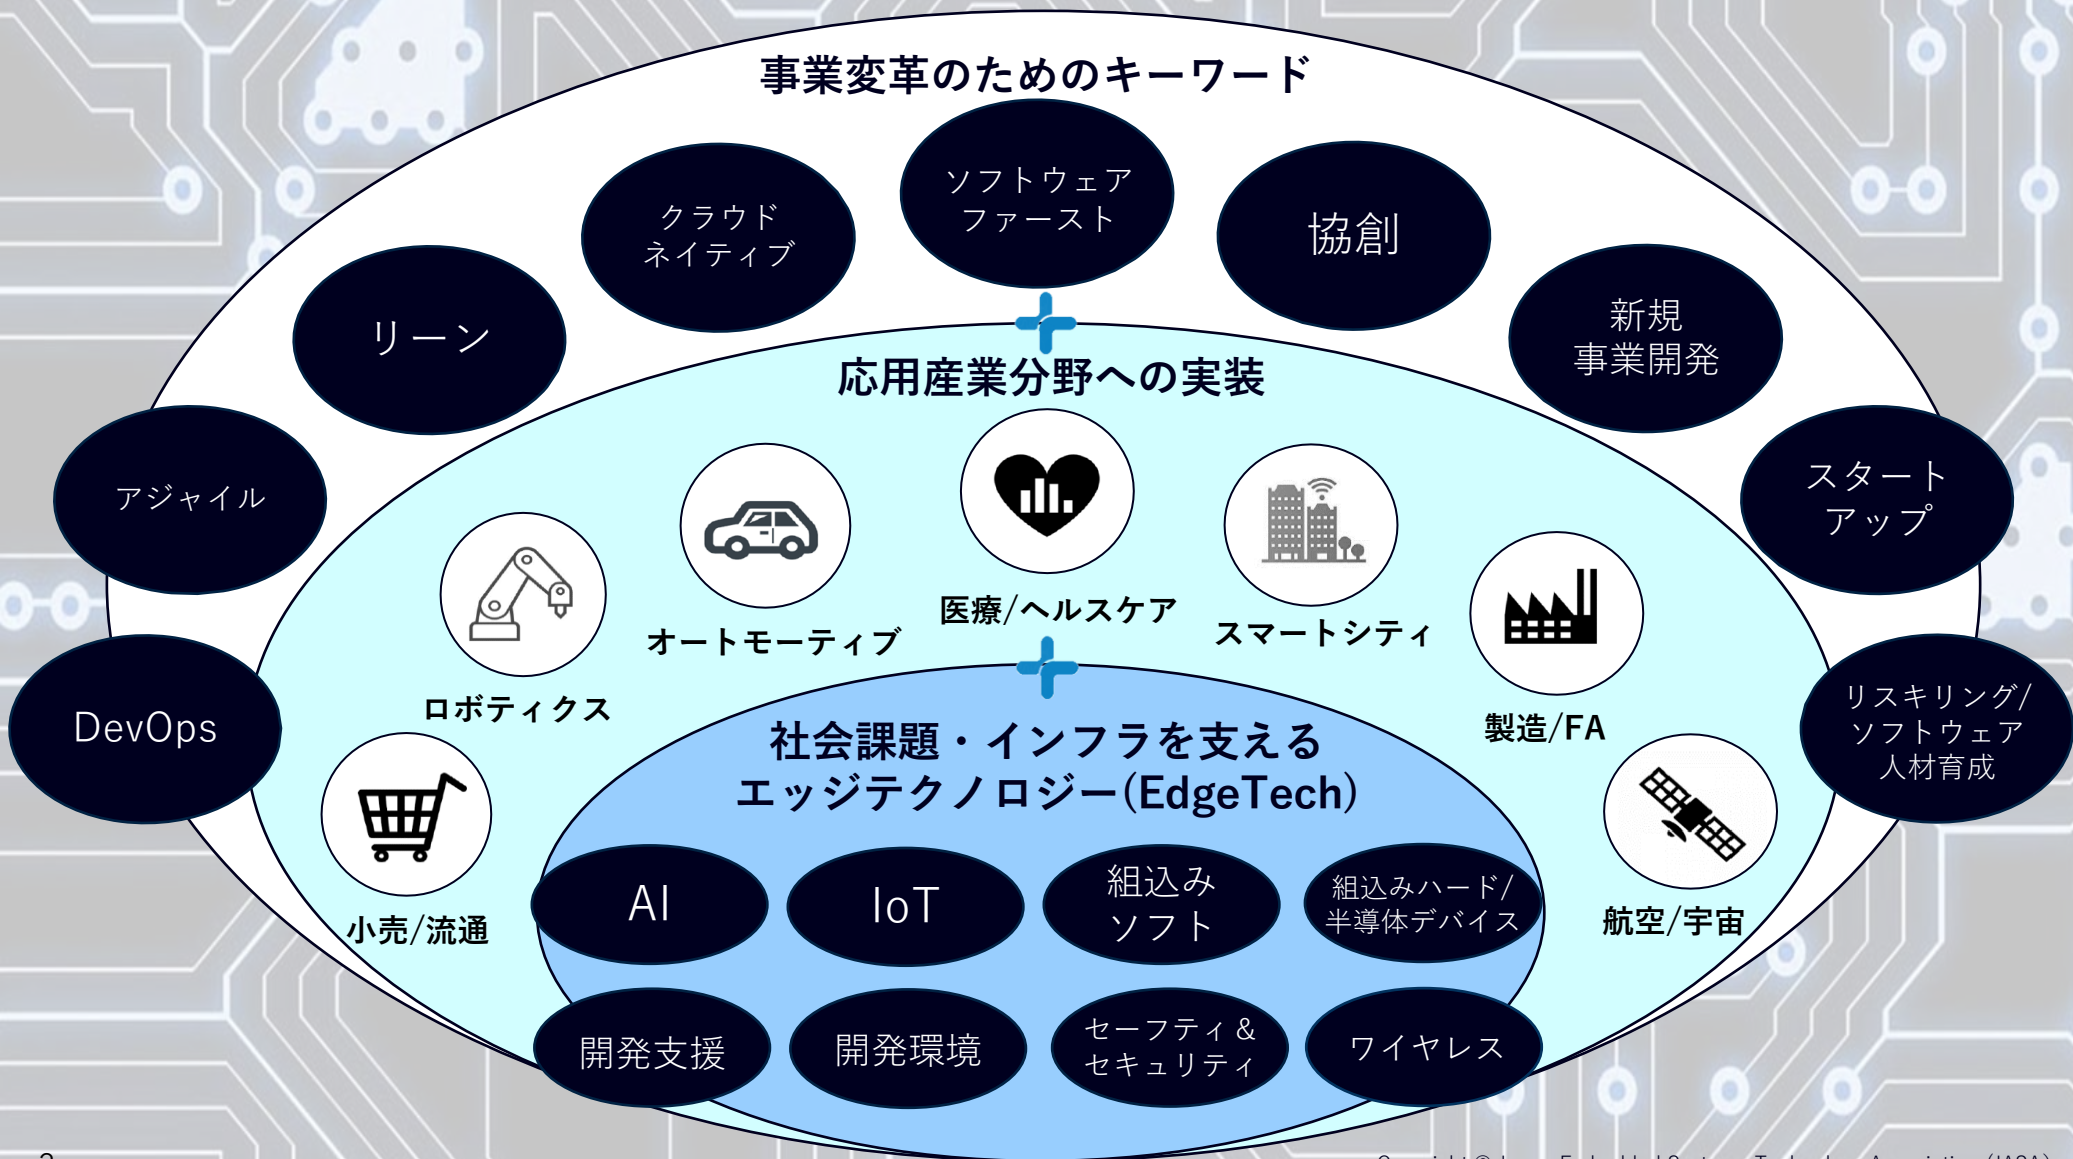 事業変革のためのキーワード
ソフトウェア
ファースト
クラウド
ネイティブ
協創
リーン
新規
事業開発
アジャイル
スタート
アップ
DevOps
リスキリング/
ソフトウェア
人材育成
応用産業分野への実装
医療/ヘルスケア
オートモーティブ
スマートシティ
ロボティクス
製造/FA
小売/流通
航空/宇宙
社会課題・インフラを支える
エッジテクノロジー(EdgeTech)
AI
IoT
組込み
ソフト
組込みハード/
半導体デバイス
開発支援
開発環境
セーフティ＆
セキュリティ
ワイヤレス